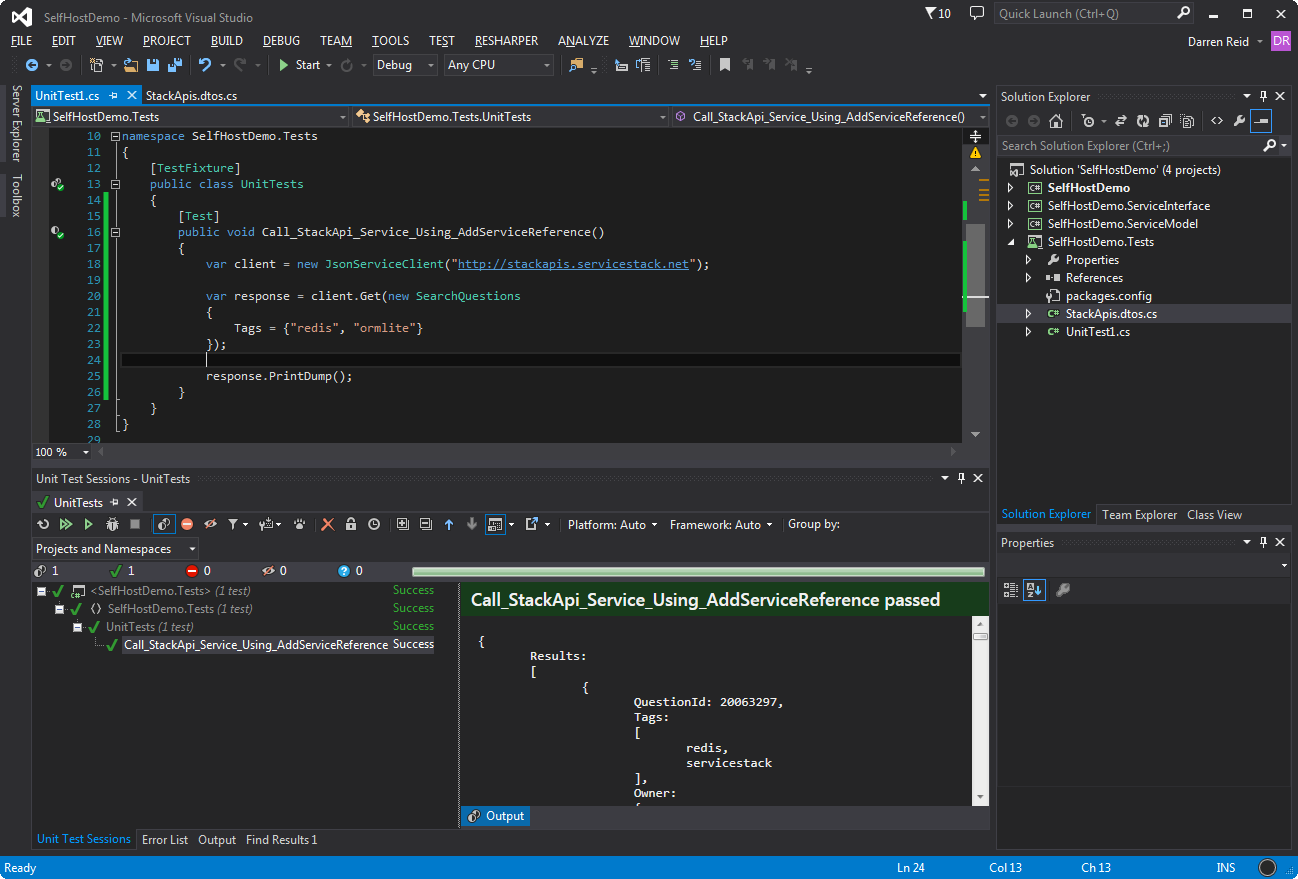 SelfHostDemo - Microsoft Visual Studio
10
Quick Launch (Ctrl+Q)
FILE EDIT VIEW PROJECT BUILD DEBUG TEAM TOOLS TEST RESHARPER ANALYZE WINDOW HELP
Darren Reid DR
Start Debug Any CPU
Server Explorer
Toolbox
UnitTest1.cs StackApis.dtos.cs
SelfHostDemo.Tests SelfHostDemo.Tests.UnitTests Call_StackApi_Service_Using_AddServiceReference()
10 namespace SelfHostDemo.Tests
11 {
12 [TestFixture]
13 public class UnitTests
14 {
15 [Test]
16 public void Call_StackApi_Service_Using_AddServiceReference()
17 {
18 var client = new JsonServiceClient("http://stackapis.servicestack.net");
19
20 var response = client.Get(new SearchQuestions
21 {
22 Tags = {"redis", "ormlite"}
23 });
24
25 response.PrintDump();
26 }
27 }
28 }
29
100 %
Unit Test Sessions - UnitTests
UnitTests
Platform: Auto Framework: Auto Group by:
Projects and Namespaces
1 1 0 0 0
<SelfHostDemo.Tests> (1 test) Success
SelfHostDemo.Tests (1 test) Success
UnitTests (1 test) Success
Call_StackApi_Service_Using_AddServiceReference Success
Call_StackApi_Service_Using_AddServiceReference passed
{
Results:
[
{
QuestionId: 20063297,
Tags:
[
redis,
servicestack
],
Owner:
{
Output
Unit Test Sessions Error List Output Find Results 1
Solution Explorer
Search Solution Explorer (Ctrl+;)
Solution 'SelfHostDemo' (4 projects)
SelfHostDemo
SelfHostDemo.ServiceInterface
SelfHostDemo.ServiceModel
SelfHostDemo.Tests
Properties
References
packages.config
StackApis.dtos.cs
UnitTest1.cs
Solution Explorer Team Explorer Class View
Properties
Ready Ln 24 Col 13 Ch 13 INS